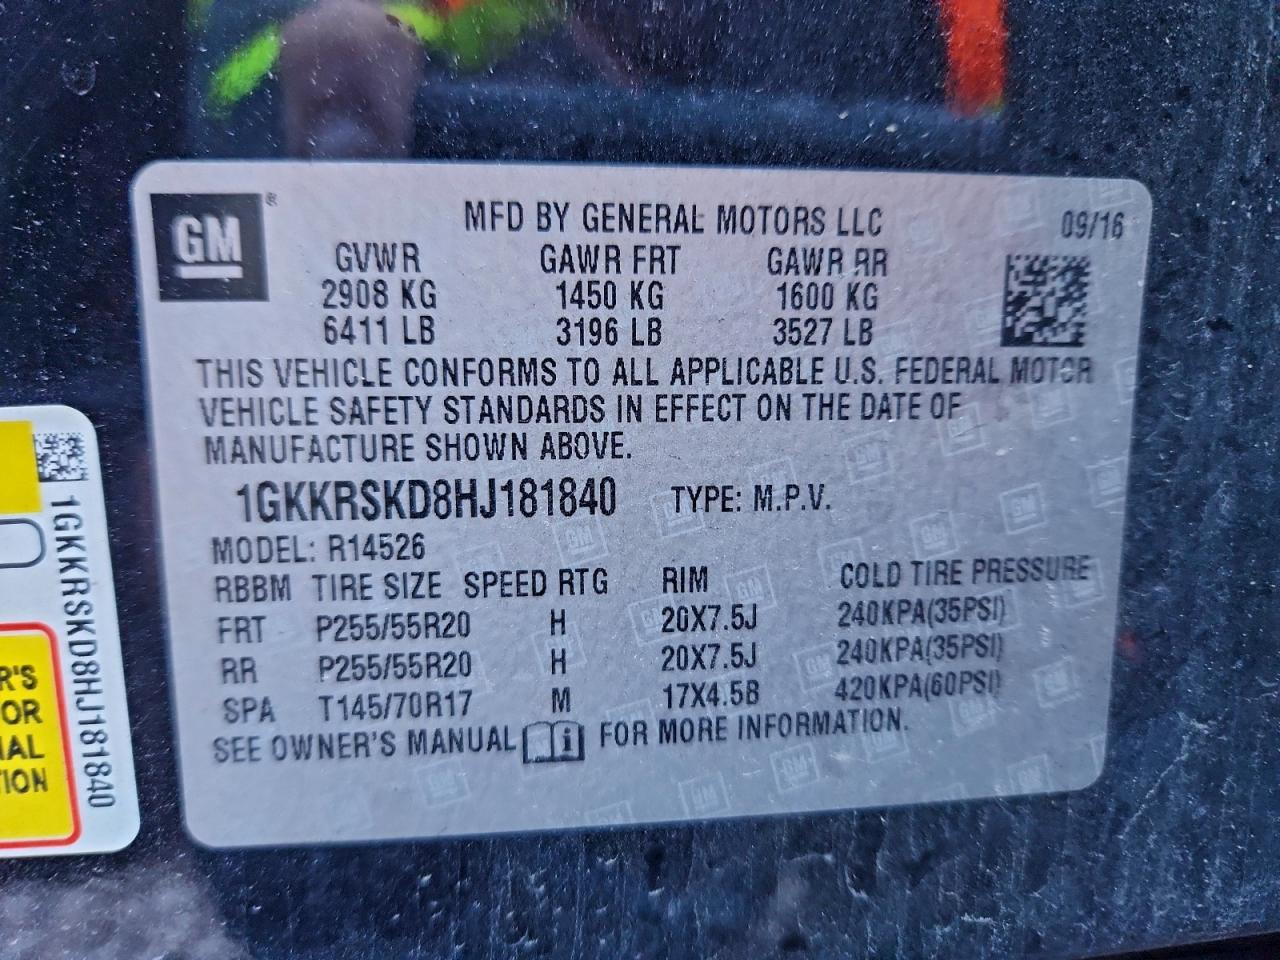 GM ®
MFD BY GENERAL MOTORS LLC 09/16
GVWR GAWR FRT GAWR RR
2908 KG 1450 KG 1600 KG
6411 LB 3196 LB 3527 LB
THIS VEHICLE CONFORMS TO ALL APPLICABLE U.S. FEDERAL MOTOR
VEHICLE SAFETY STANDARDS IN EFFECT ON THE DATE OF
MANUFACTURE SHOWN ABOVE.
1GKKRSKD8HJ181840 TYPE: M.P.V.
MODEL: R14526
RBBM TIRE SIZE SPEED RTG RIM COLD TIRE PRESSURE
FRT P255/55R20 H 20X7.5J 240KPA(35PSI)
RR P255/55R20 H 20X7.5J 240KPA(35PSI)
SPA T145/70R17 M 17X4.5B 420KPA(60PSI)
SEE OWNER'S MANUAL i FOR MORE INFORMATION.
1GKKRSKD8HJ181840
R'S
OR